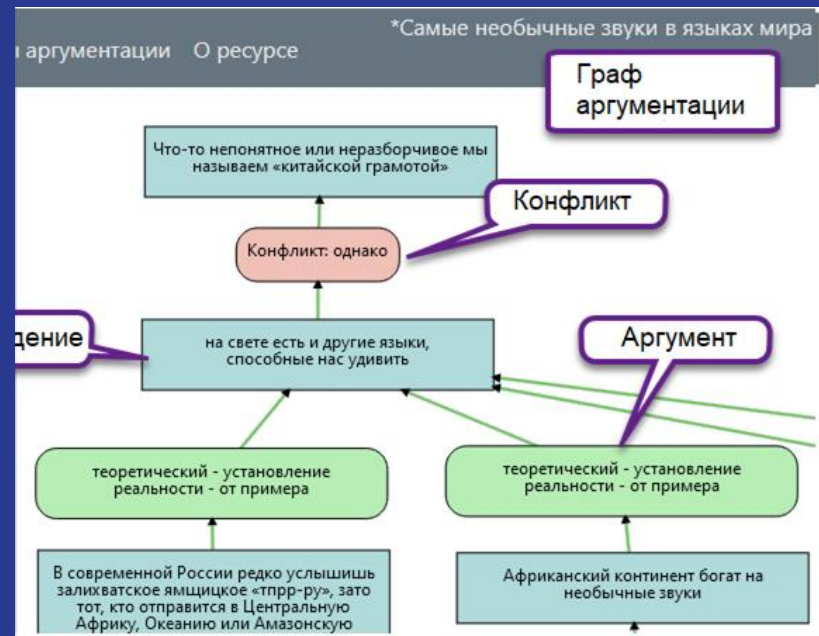 *Самые необычные звуки в языках мира
аргументации О ресурсе
Граф
аргументации
Что-то непонятное или неразборчивое мы
называем «китайской грамотой»
Конфликт
Конфликт: однако
дение
на свете есть и другие языки,
способные нас удивить
Аргумент
теоретический - установление
реальности - от примера
теоретический - установление
реальности - от примера
В современной России редко услышишь
залихватское ямщицкое «тпрр-ру», зато
тот, кто отправится в Центральную
Африку, Океанию или Амазонскую
Африканский континент богат на
необычные звуки